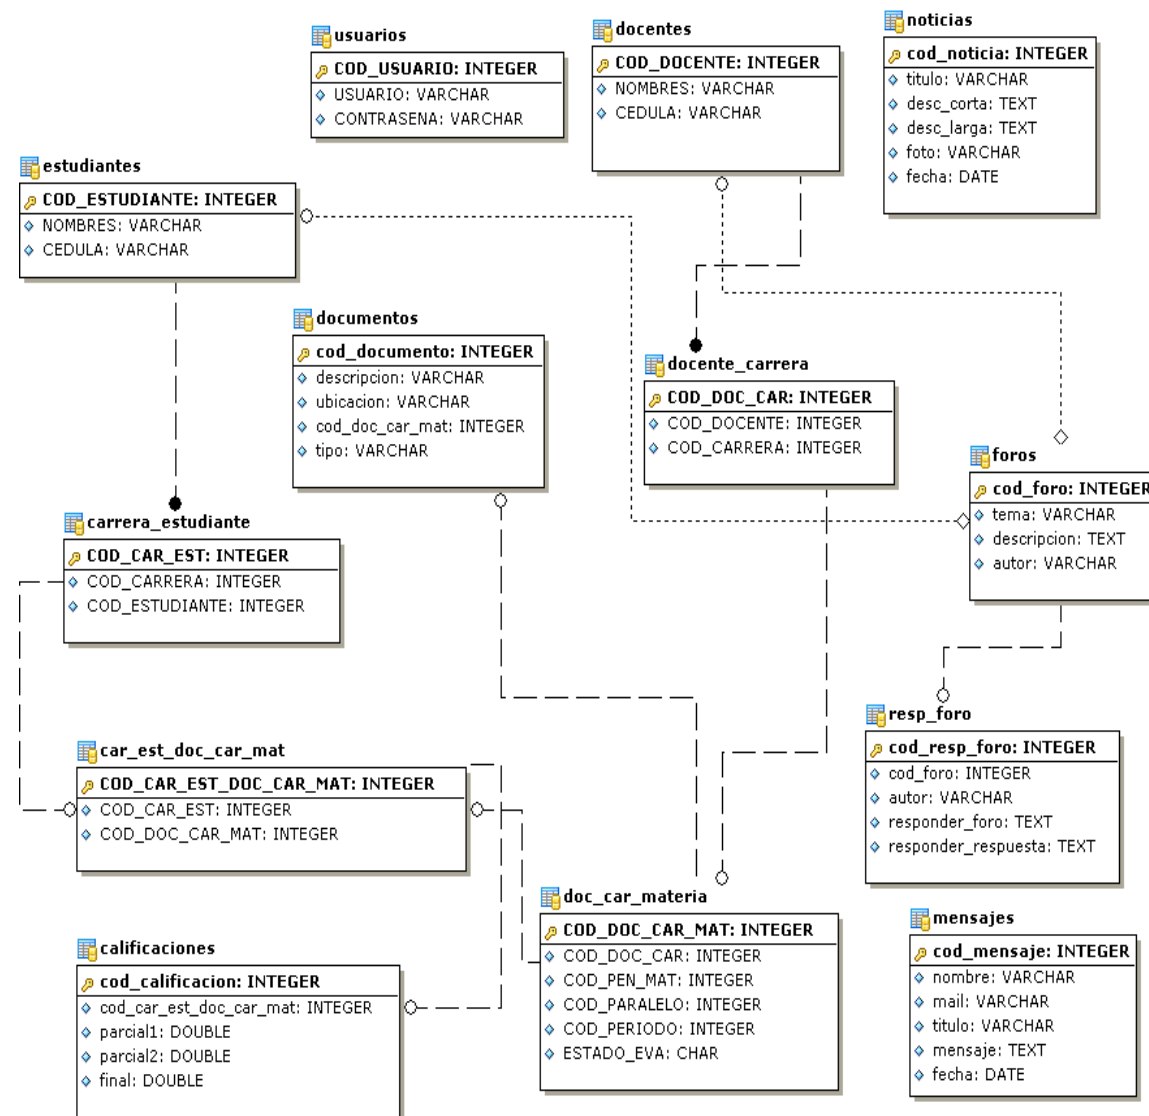 usuarios
COD_USUARIO: INTEGER
USUARIO: VARCHAR
CONTRASENA: VARCHAR
docentes
COD_DOCENTE: INTEGER
NOMBRES: VARCHAR
CEDULA: VARCHAR
noticias
cod_noticia: INTEGER
titulo: VARCHAR
desc_corta: TEXT
desc_larga: TEXT
foto: VARCHAR
fecha: DATE
estudiantes
COD_ESTUDIANTE: INTEGER
NOMBRES: VARCHAR
CEDULA: VARCHAR
documentos
cod_documento: INTEGER
descripcion: VARCHAR
ubicacion: VARCHAR
cod_doc_car_mat: INTEGER
tipo: VARCHAR
docente_carrera
COD_DOC_CAR: INTEGER
COD_DOCENTE: INTEGER
COD_CARRERA: INTEGER
foros
cod_foro: INTEGER
tema: VARCHAR
descripcion: TEXT
autor: VARCHAR
carrera_estudiante
COD_CAR_EST: INTEGER
COD_CARRERA: INTEGER
COD_ESTUDIANTE: INTEGER
resp_foro
cod_resp_foro: INTEGER
cod_foro: INTEGER
autor: VARCHAR
responder_foro: TEXT
responder_respuesta: TEXT
car_est_doc_car_mat
COD_CAR_EST_DOC_CAR_MAT: INTEGER
COD_CAR_EST: INTEGER
COD_DOC_CAR_MAT: INTEGER
doc_car_materia
COD_DOC_CAR_MAT: INTEGER
COD_DOC_CAR: INTEGER
COD_PEN_MAT: INTEGER
COD_PARALELO: INTEGER
COD_PERIODO: INTEGER
ESTADO_EVA: CHAR
mensajes
cod_mensaje: INTEGER
nombre: VARCHAR
mail: VARCHAR
titulo: VARCHAR
mensaje: TEXT
fecha: DATE
calificaciones
cod_calificacion: INTEGER
cod_car_est_doc_car_mat: INTEGER
parcial1: DOUBLE
parcial2: DOUBLE
final: DOUBLE